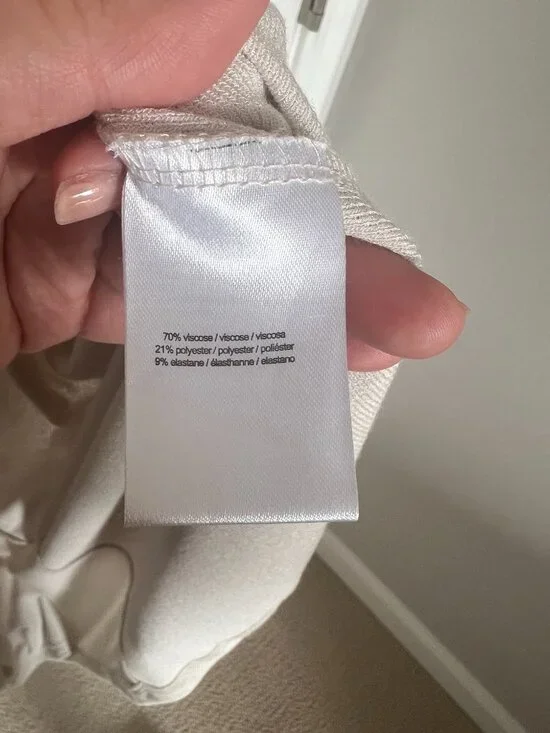 70% viscose / viscose / viscosa
21% polyester / polyester / poliéster
9% elastane / élasthanne / elastano